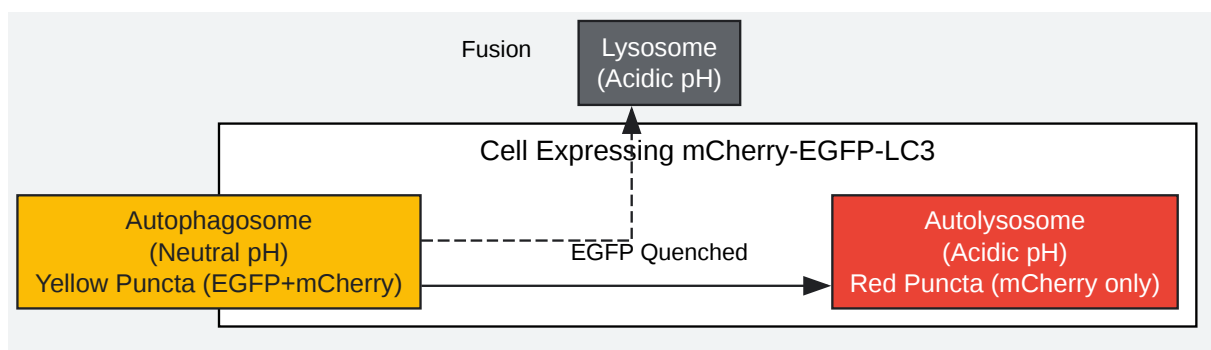 Fusion
Lysosome
(Acidic pH)
Cell Expressing mCherry-EGFP-LC3
Autophagosome
(Neutral pH)
Yellow Puncta (EGFP+mCherry)
EGFP Quenched
Autolysosome
(Acidic pH)
Red Puncta (mCherry only)